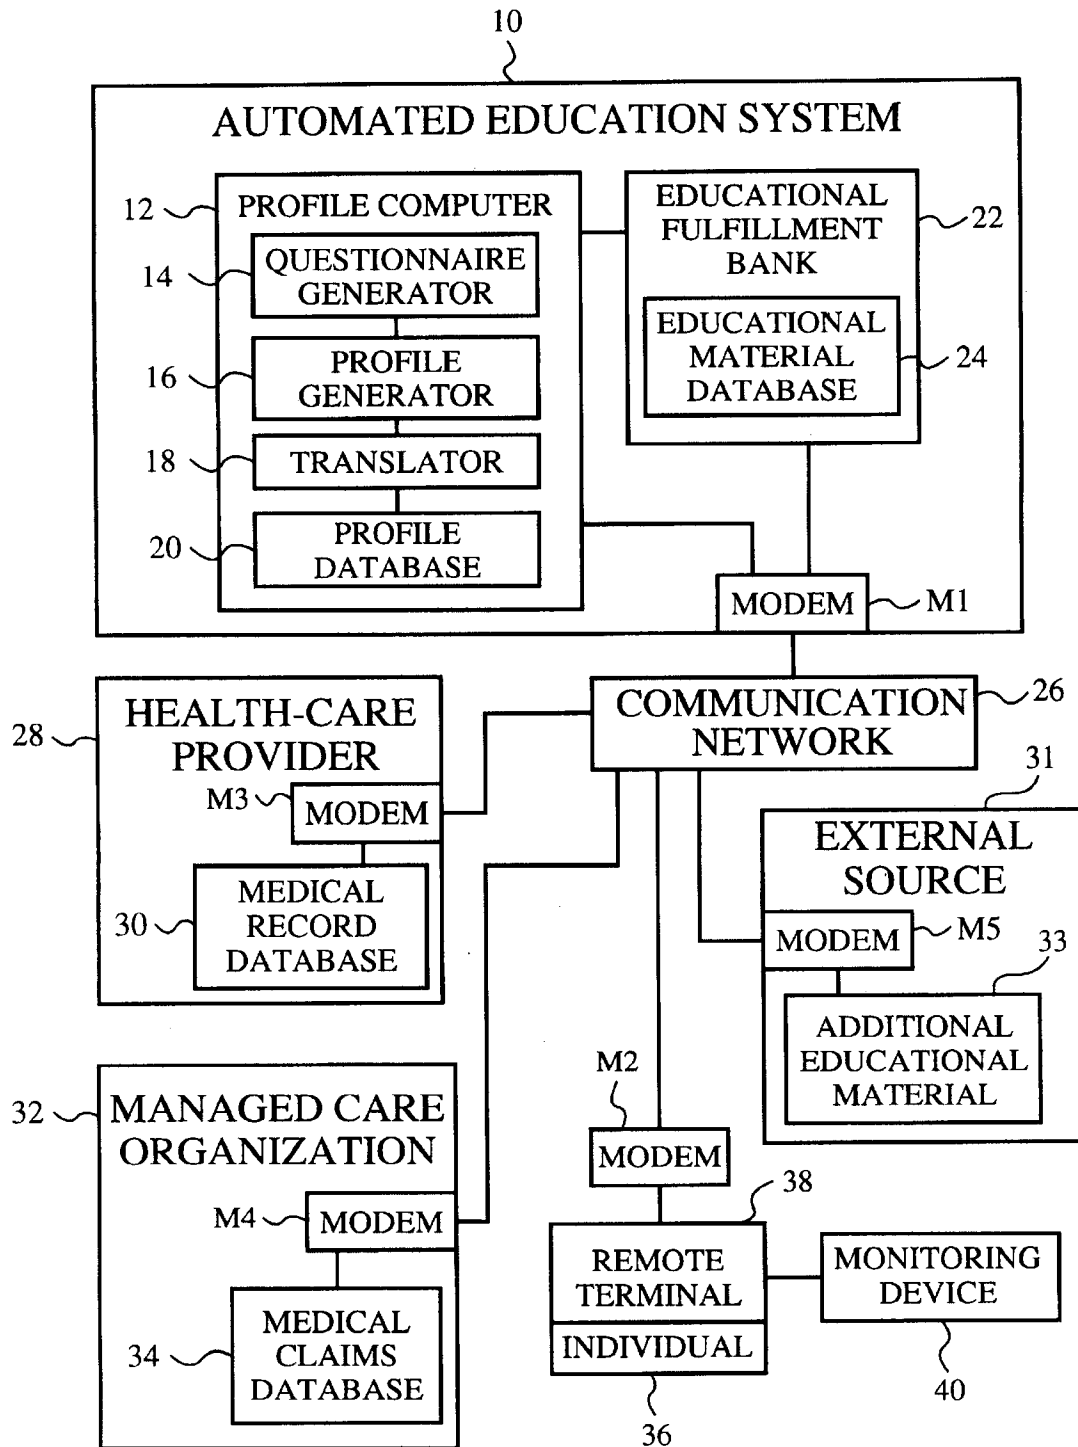 10
AUTOMATED EDUCATION SYSTEM
12
PROFILE COMPUTER
14
QUESTIONNAIRE
GENERATOR
16
PROFILE
GENERATOR
18
TRANSLATOR
20
PROFILE
DATABASE
EDUCATIONAL
FULFILLMENT
BANK
22
EDUCATIONAL
MATERIAL
DATABASE
24
MODEM
M1
COMMUNICATION
NETWORK
26
28
HEALTH-CARE
PROVIDER
M3
MODEM
30
MEDICAL
RECORD
DATABASE
31
EXTERNAL
SOURCE
MODEM
M5
33
ADDITIONAL
EDUCATIONAL
MATERIAL
32
MANAGED CARE
ORGANIZATION
M4
MODEM
34
MEDICAL
CLAIMS
DATABASE
M2
MODEM
38
REMOTE
TERMINAL
INDIVIDUAL
36
MONITORING
DEVICE
40